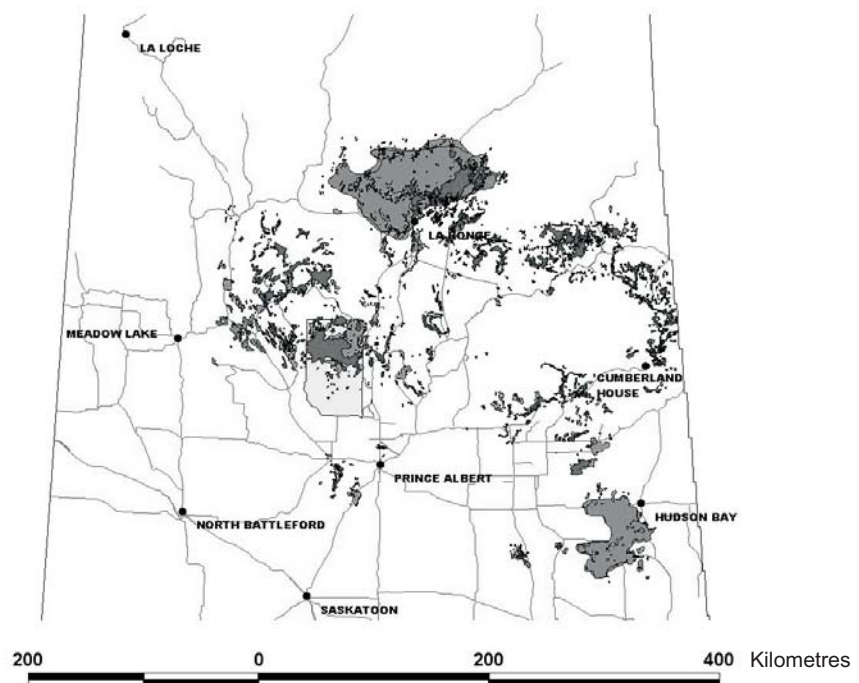 LA LOCHE
LA RONGE
MEADOW LAKE
CUMBERLAND
HOUSE
PRINCE ALBERT
HUDSON BAY
NORTH BATTLEFORD
SASKATOON
200 0 200 400 Kilometres